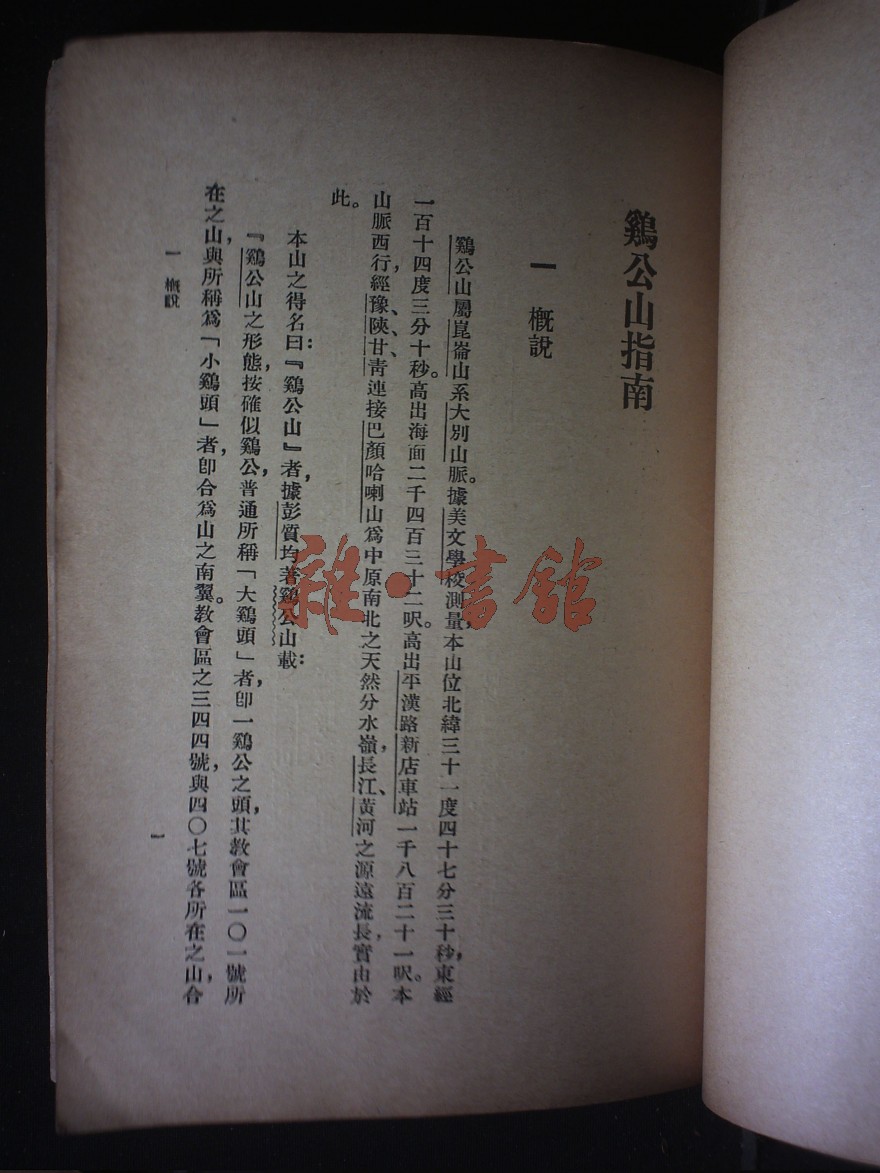 鷄公山指南
一　概說
鷄公山屬崑崙山系大別山脈。據美文學校測量，本山位北緯三十一度四十七分三十秒，東經
一百十四度三分十秒。高出海面二千四百三十二呎。高出平漢路新店車站一千八百二十一呎。本
山脈西行，經豫、陝、甘、青連接巴顏哈喇山爲中原南北之天然分水嶺，長江、黃河之源遠流長，實由於
此。
本山之得名曰：『鷄公山』者，據彭質均著鷄公山載：
『鷄公山之形態，按確似鷄公，普通所稱「大鷄頭」者，卽一鷄公之頭，其教會區一〇一號所
在之山，與所稱爲「小鷄頭」者，卽合爲山之南翼。教會區之三四四號，與四〇七號各所在之山，合
一　概說
一
雜·書館